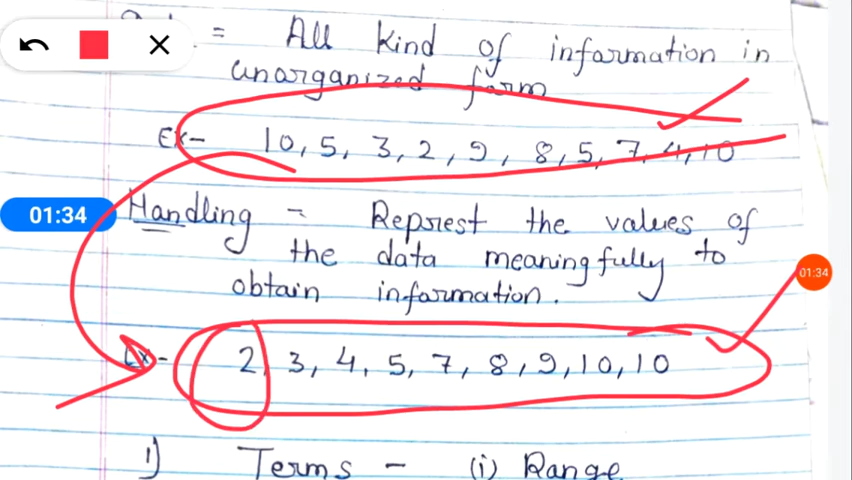 = All kind of information in
unorganized form
Ex- 10, 5, 3, 2, 9, 8, 5, 7, 4, 10
01:34
Handling - Represt the values of
the data meaningfully to
obtain information.
01:34
Ex- 2, 3, 4, 5, 7, 8, 9, 10, 10
1) Terms - (i) Range